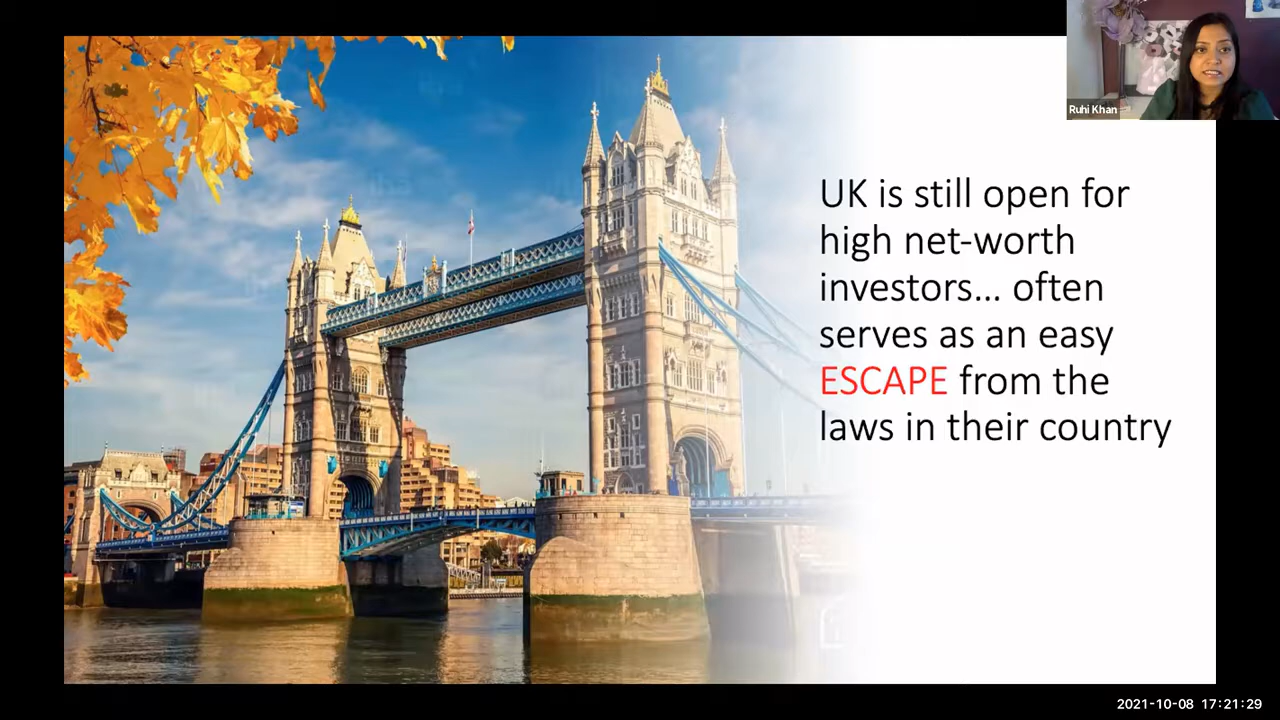 Ruhi Khan
UK is still open for
high net-worth
investors... often
serves as an easy
ESCAPE from the
laws in their country
2021-10-08 17:21:29